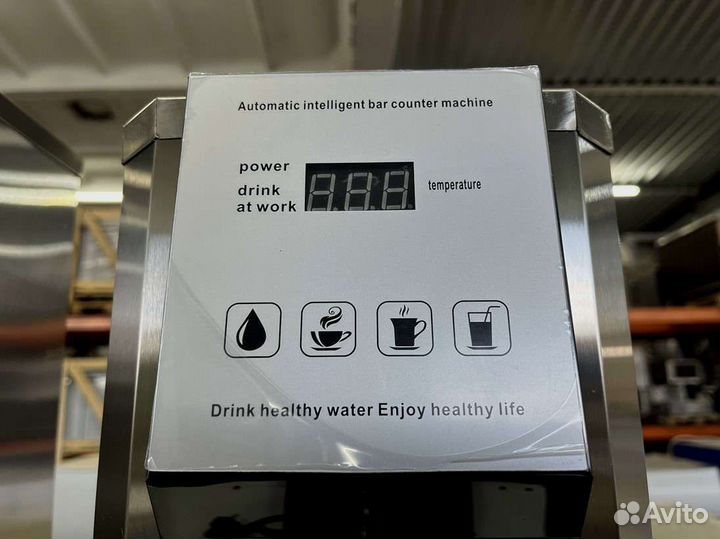 Automatic intelligent bar counter machine
power
drink
at work
temperature
Drink healthy water Enjoy healthy life
Avito